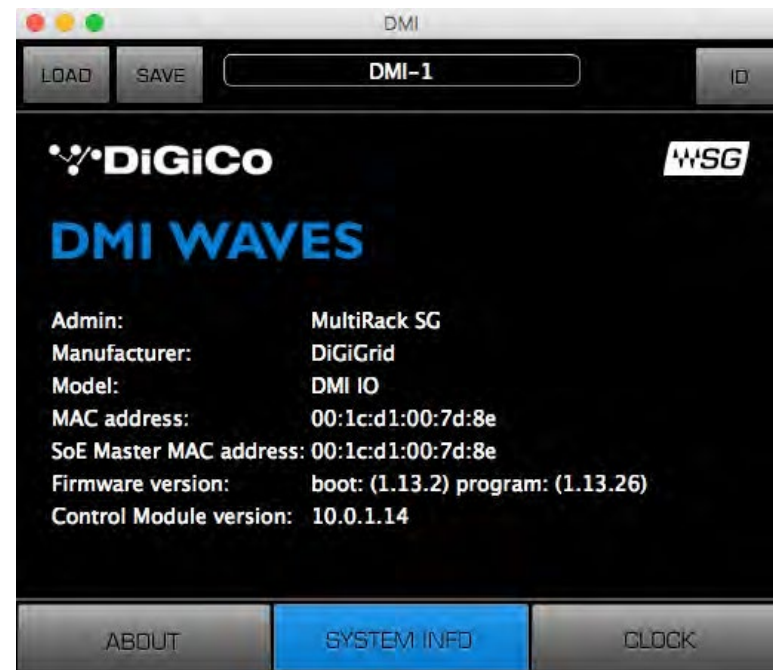 DMI
LOAD SAVE DMI-1 ID
DiGiCo WSG
DMI WAVES
Admin: MultiRack SG
Manufacturer: DiGiGrid
Model: DMI IO
MAC address: 00:1c:d1:00:7d:8e
SoE Master MAC address: 00:1c:d1:00:7d:8e
Firmware version: boot: (1.13.2) program: (1.13.26)
Control Module version: 10.0.1.14
ABOUT SYSTEM INFO CLOCK